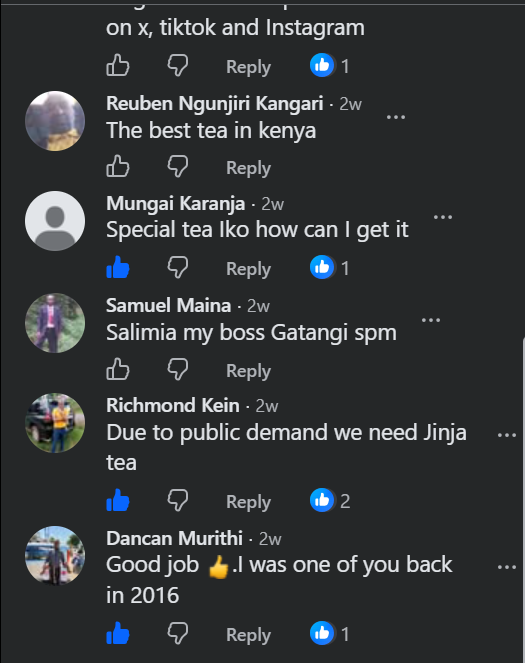 on x, tiktok and Instagram
Reply 1
Reuben Ngunjiri Kangari · 2w
The best tea in kenya
Reply
Mungai Karanja · 2w
Special tea Iko how can I get it
Reply 1
Samuel Maina · 2w
Salimia my boss Gatangi spm
Reply
Richmond Kein · 2w
Due to public demand we need Jinja
tea
Reply 2
Dancan Murithi · 2w
Good job 👍.I was one of you back
in 2016
Reply 1